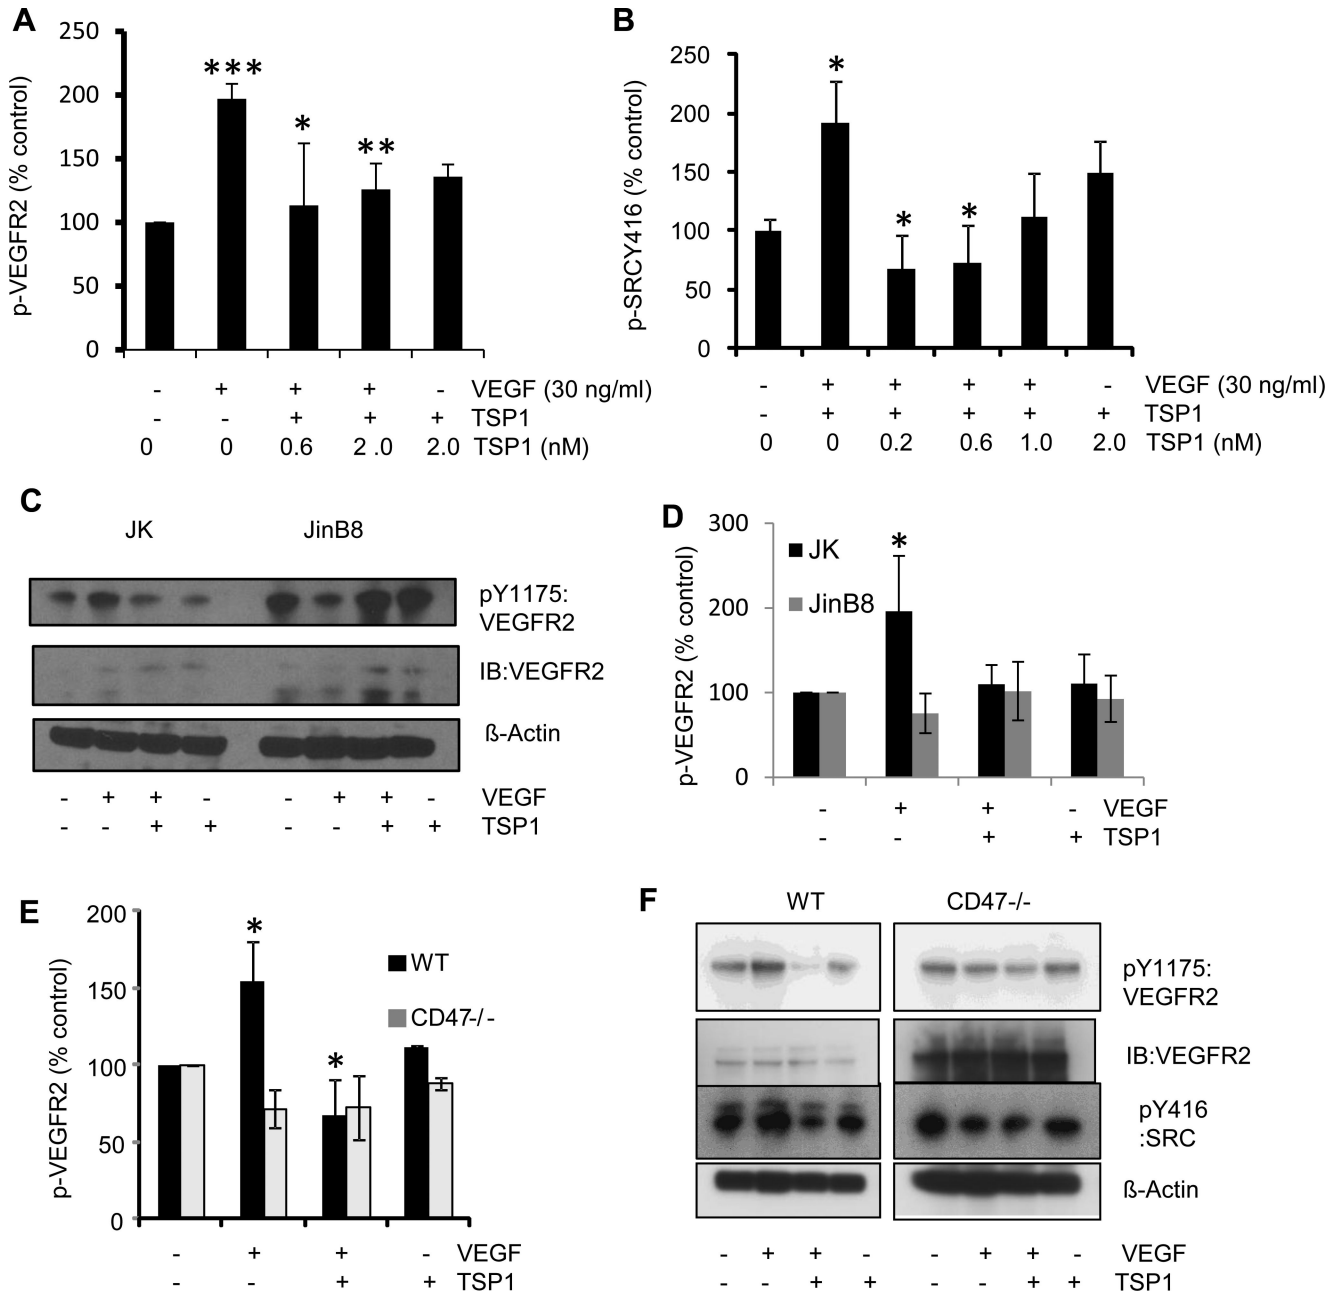 A
250
200
150
100
50
0
p-VEGFR2 (% control)
***
*
**
- + + + - VEGF (30 ng/ml)
- - + + + TSP1
0 0 0.6 2 .0 2.0 TSP1 (nM)
B
250
200
150
100
50
0
p-SRCY416 (% control)
*
*
*
- + + + + - VEGF (30 ng/ml)
- + + + + + TSP1
0 0 0.2 0.6 1.0 2.0 TSP1 (nM)
C
JK JinB8
pY1175:
VEGFR2
IB:VEGFR2
ß-Actin
- + + - - + + - VEGF
- - + + - - + + TSP1
D
300
200
100
0
p-VEGFR2 (% control)
*
JK
JinB8
- + + - VEGF
- - + + TSP1
E
200
150
100
50
0
p-VEGFR2 (% control)
*
*
WT
CD47-/-
- + + - VEGF
- - + + TSP1
F
WT CD47-/-
pY1175:
VEGFR2
IB:VEGFR2
pY416
:SRC
ß-Actin
- + + - - + + - VEGF
- - + + - - + + TSP1